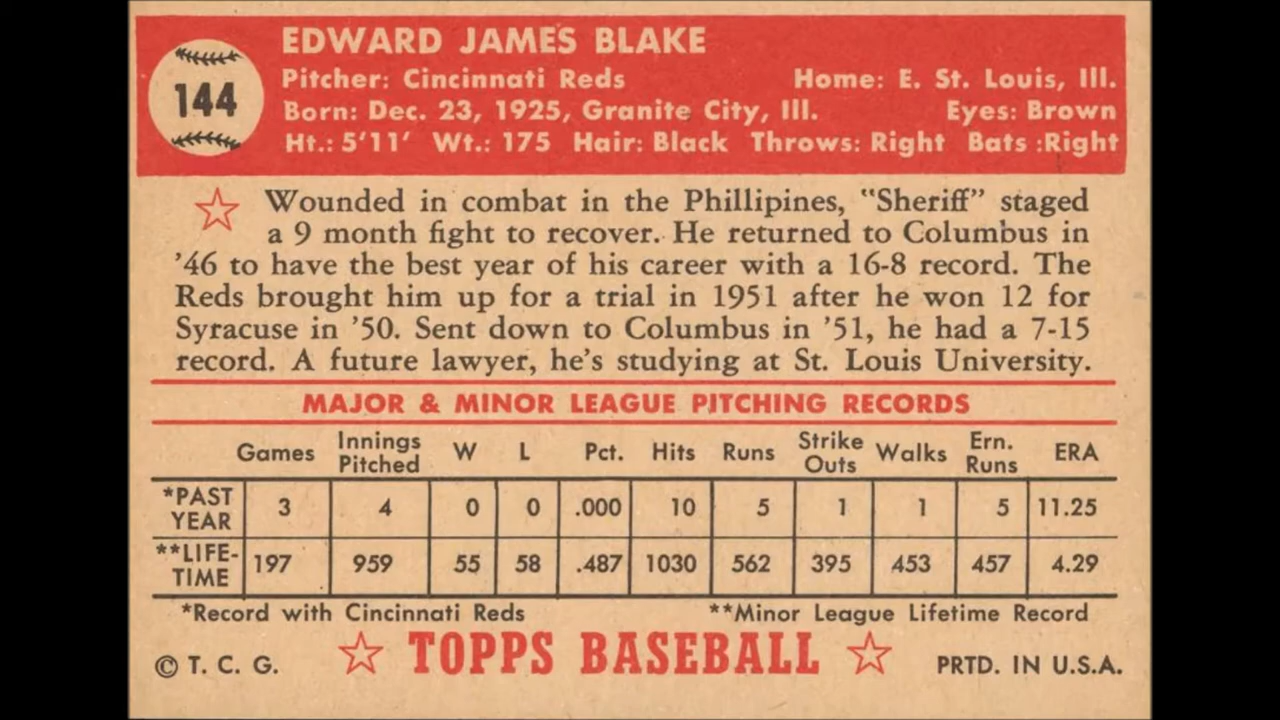 144
EDWARD JAMES BLAKE
Pitcher: Cincinnati Reds Home: E. St. Louis, Ill.
Born: Dec. 23, 1925, Granite City, Ill. Eyes: Brown
Ht.: 5'11' Wt.: 175 Hair: Black Throws: Right Bats :Right
Wounded in combat in the Phillipines, "Sheriff" staged
a 9 month fight to recover. He returned to Columbus in
'46 to have the best year of his career with a 16-8 record. The
Reds brought him up for a trial in 1951 after he won 12 for
Syracuse in '50. Sent down to Columbus in '51, he had a 7-15
record. A future lawyer, he's studying at St. Louis University.
MAJOR & MINOR LEAGUE PITCHING RECORDS
Games Innings Pitched W L Pct. Hits Runs Strike Outs Walks Ern. Runs ERA
*PAST YEAR 3 4 0 0 .000 10 5 1 1 5 11.25
**LIFE-TIME 197 959 55 58 .487 1030 562 395 453 457 4.29
*Record with Cincinnati Reds **Minor League Lifetime Record
© T. C. G. TOPPS BASEBALL PRTD. IN U.S.A.